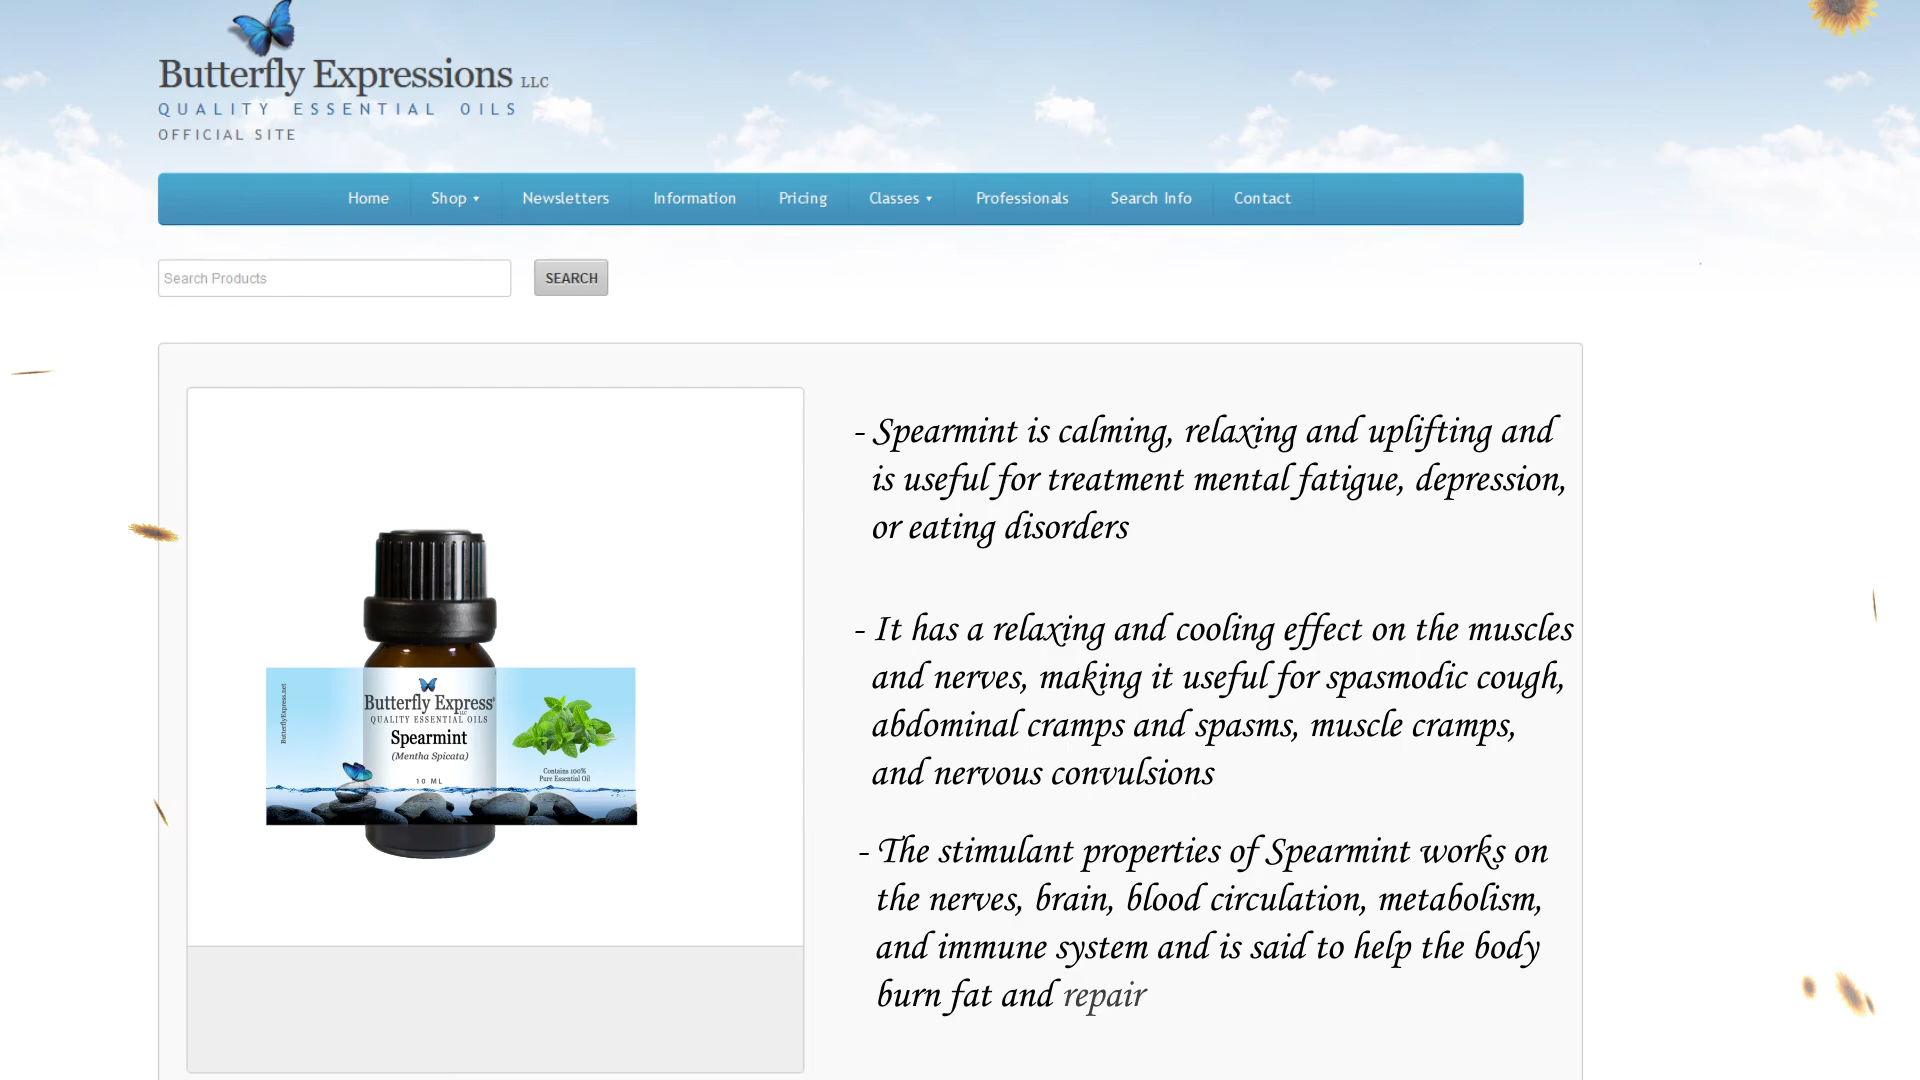 Butterfly Expressions LLC
QUALITY ESSENTIAL OILS
OFFICIAL SITE
Home Shop Newsletters Information Pricing Classes Professionals Search Info Contact
Search Products SEARCH
- Spearmint is calming, relaxing and uplifting and
is useful for treatment mental fatigue, depression,
or eating disorders
- It has a relaxing and cooling effect on the muscles
and nerves, making it useful for spasmodic cough,
abdominal cramps and spasms, muscle cramps,
and nervous convulsions
- The stimulant properties of Spearmint works on
the nerves, brain, blood circulation, metabolism,
and immune system and is said to help the body
burn fat and repair
ButterflyExpress.net
Butterfly Express LLC
QUALITY ESSENTIAL OILS
Spearmint
(Mentha Spicata)
10 ML
Contains 100%
Pure Essential Oil